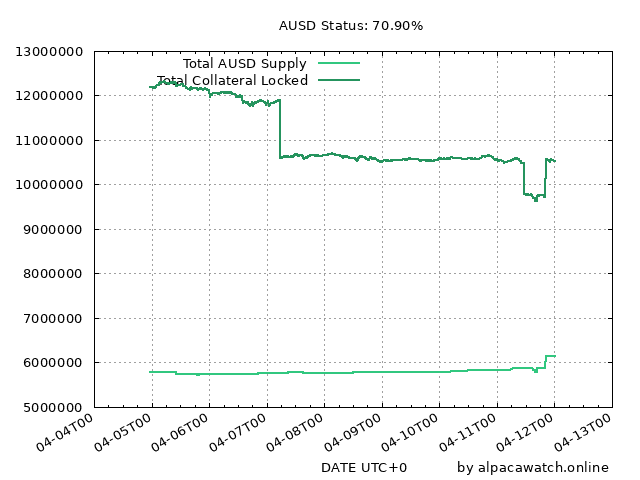 AUSD Status: 70.90%
13000000
12000000
11000000
10000000
9000000
8000000
7000000
6000000
5000000
Total AUSD Supply
Total Collateral Locked
04-04T00
04-05T00
04-06T00
04-07T00
04-08T00
04-09T00
04-10T00
04-11T00
04-12T00
04-13T00
DATE UTC+0
by alpacawatch.online